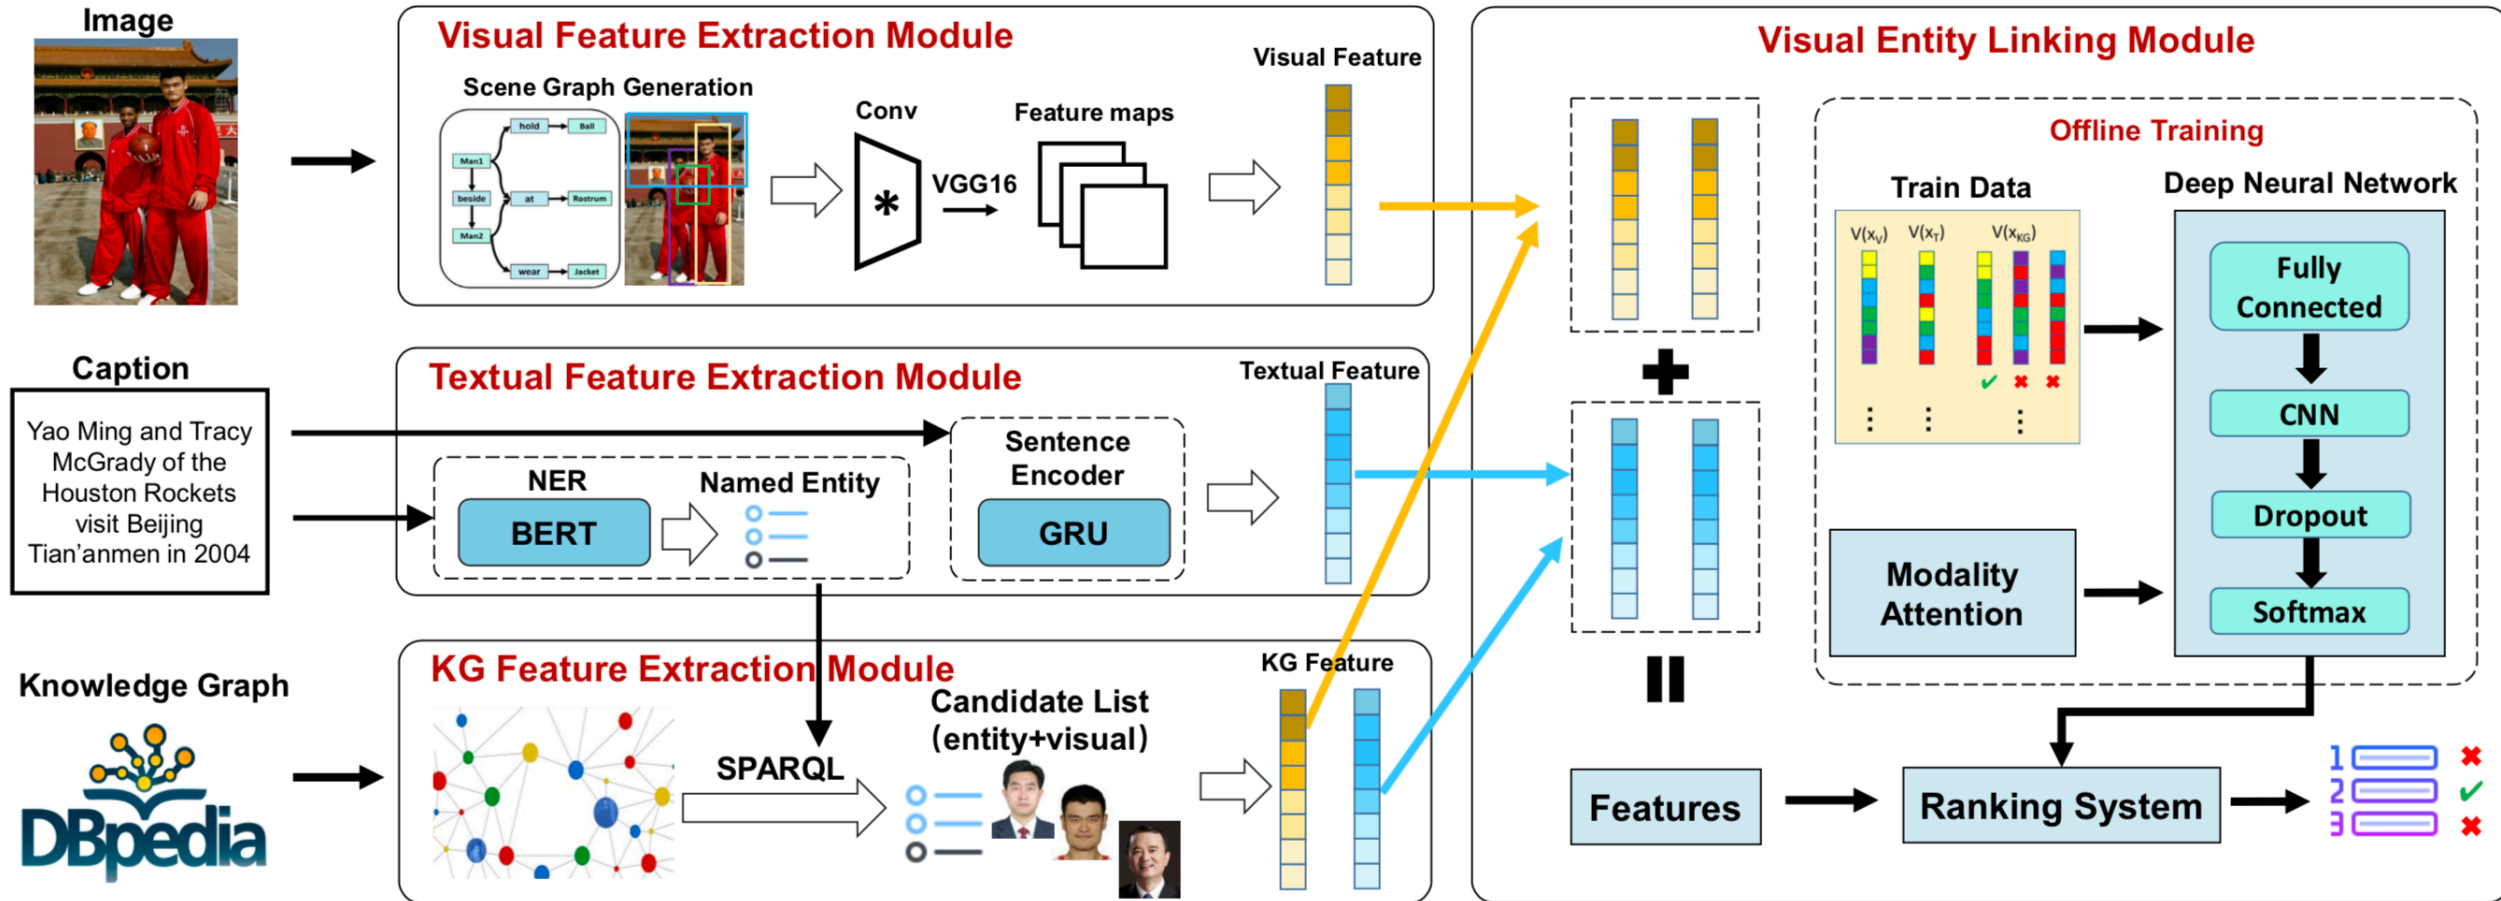 Image
Visual Feature Extraction Module
Scene Graph Generation
hold
Ball
Man1
beside
at
Rostrum
Man2
wear
Jacket
Conv
*
VGG16
Feature maps
Visual Feature
Caption
Yao Ming and Tracy
McGrady of the
Houston Rockets
visit Beijing
Tian’anmen in 2004
Textual Feature Extraction Module
NER
BERT
Named Entity
Sentence
Encoder
GRU
Textual Feature
Knowledge Graph
DBpedia
KG Feature Extraction Module
SPARQL
Candidate List
(entity+visual)
KG Feature
Visual Entity Linking Module
Offline Training
Train Data
V(xV)
V(xT)
V(xKG)
Deep Neural Network
Fully
Connected
CNN
Dropout
Softmax
Modality
Attention
Features
Ranking System
1
2
3